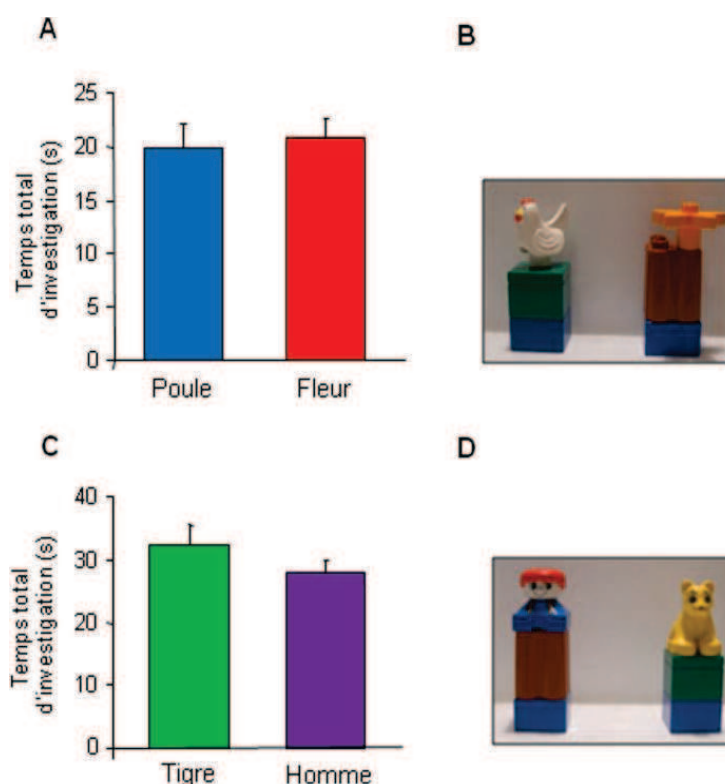 A
B
Temps total
d'investigation (s)
25
20
15
10
5
0
Poule
Fleur
C
D
Temps total
d'investigation (s)
40
30
20
10
0
Tigre
Homme